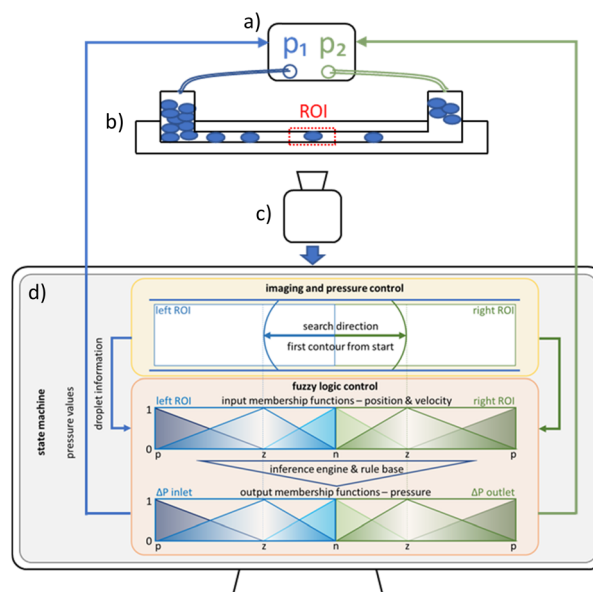 a)
p1 p2
ROI
b)
c)
d)
imaging and pressure control
left ROI right ROI
search direction
first contour from start
droplet information
pressure values
state machine
fuzzy logic control
left ROI input membership functions – position & velocity right ROI
1
0
p z n z p
inference engine & rule base
ΔP inlet output membership functions – pressure ΔP outlet
1
0
p z n z p